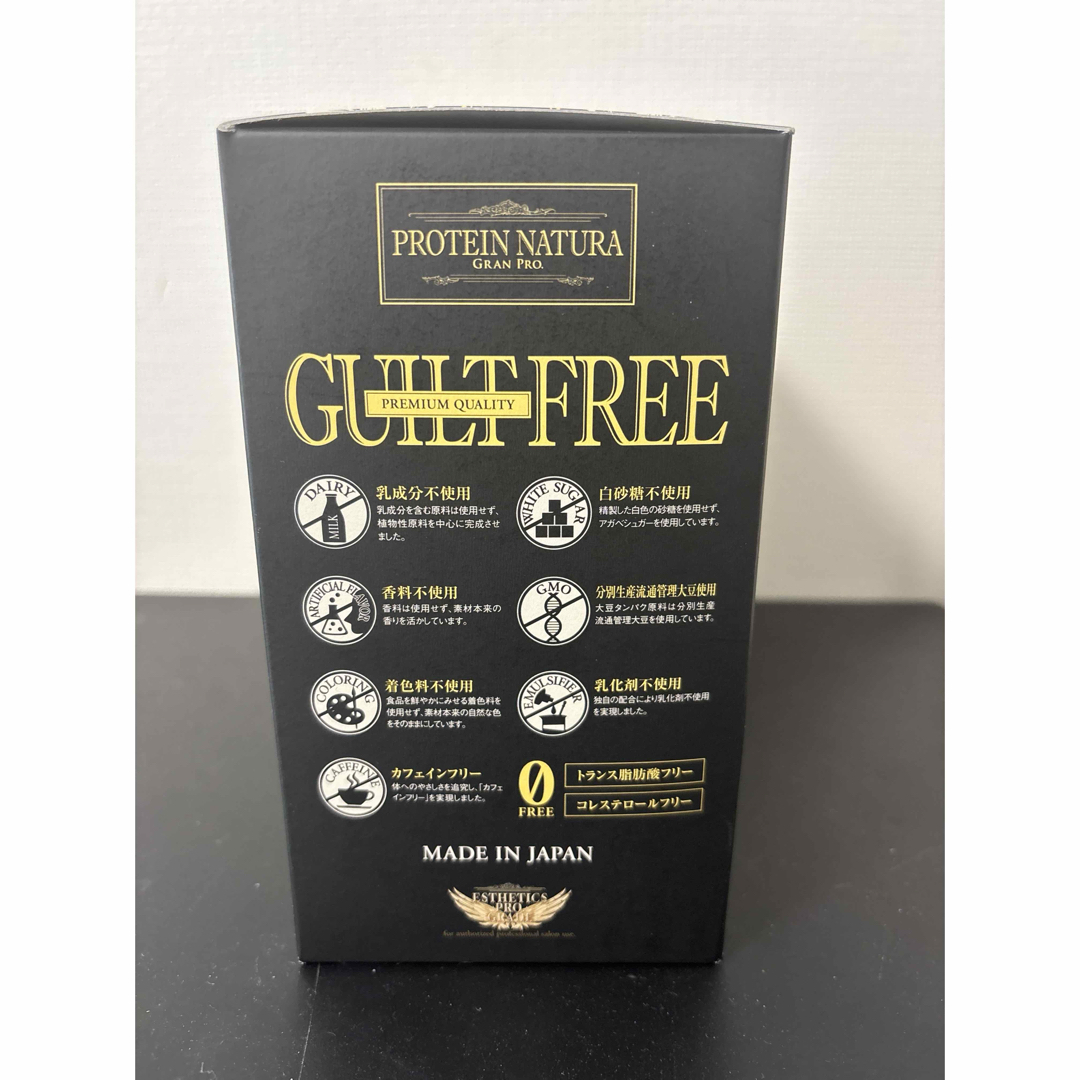 PROTEIN NATURA
GRAN PRO.
GUILT FREE
PREMIUM QUALITY
DAIRY
MILK
乳成分不使用
乳成分を含む原料は使用せず、
植物性原料を中心に完成させ
ました。
WHITE SUGAR
白砂糖不使用
精製した白色の砂糖を使用せず、
アガベシュガーを使用しています。
ARTIFICIAL FLAVOR
香料不使用
香料は使用せず、素材本来の
香りを活かしています。
GMO
分別生産流通管理大豆使用
大豆タンパク原料は分別生産
流通管理大豆を使用しています。
COLORING
着色料不使用
食品を鮮やかにみせる着色料を
使用せず、素材本来の自然な色
をそのままにしています。
EMULSIFIER
乳化剤不使用
独自の配合により乳化剤不使用
を実現しました。
CAFFEINE
カフェインフリー
体へのやさしさを追究し、「カフェ
インフリー」を実現しました。
0
FREE
トランス脂肪酸フリー
コレステロールフリー
MADE IN JAPAN
ESTHETICS
PRO
GRADE
for authorized professional salon use.